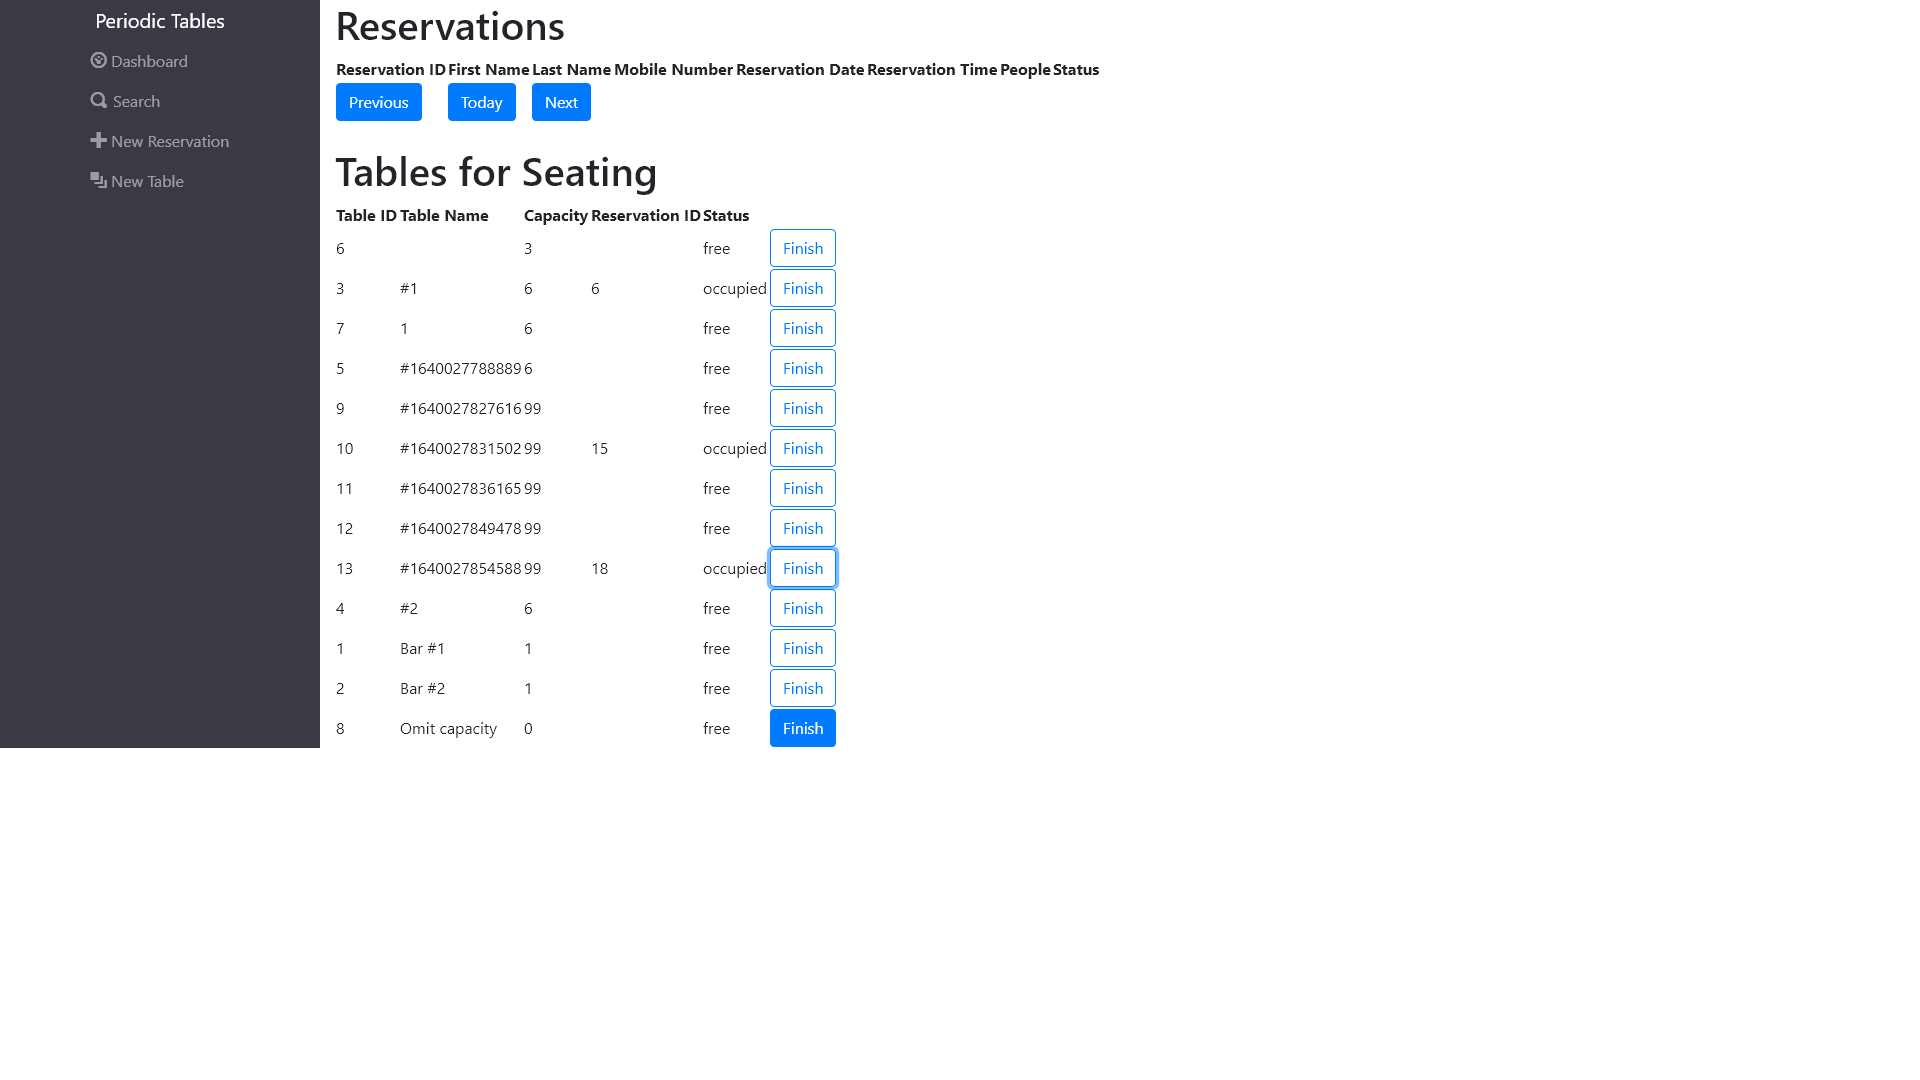 Periodic Tables
Dashboard
Search
New Reservation
New Table
Reservations
Reservation ID First Name Last Name Mobile Number Reservation Date Reservation Time People Status
Previous Today Next
Tables for Seating
Table ID Table Name Capacity Reservation ID Status
6 3 free Finish
3 #1 6 6 occupied Finish
7 1 6 free Finish
5 #1640027788889 6 free Finish
9 #1640027827616 99 free Finish
10 #1640027831502 99 15 occupied Finish
11 #1640027836165 99 free Finish
12 #1640027849478 99 free Finish
13 #1640027854588 99 18 occupied Finish
4 #2 6 free Finish
1 Bar #1 1 free Finish
2 Bar #2 1 free Finish
8 Omit capacity 0 free Finish